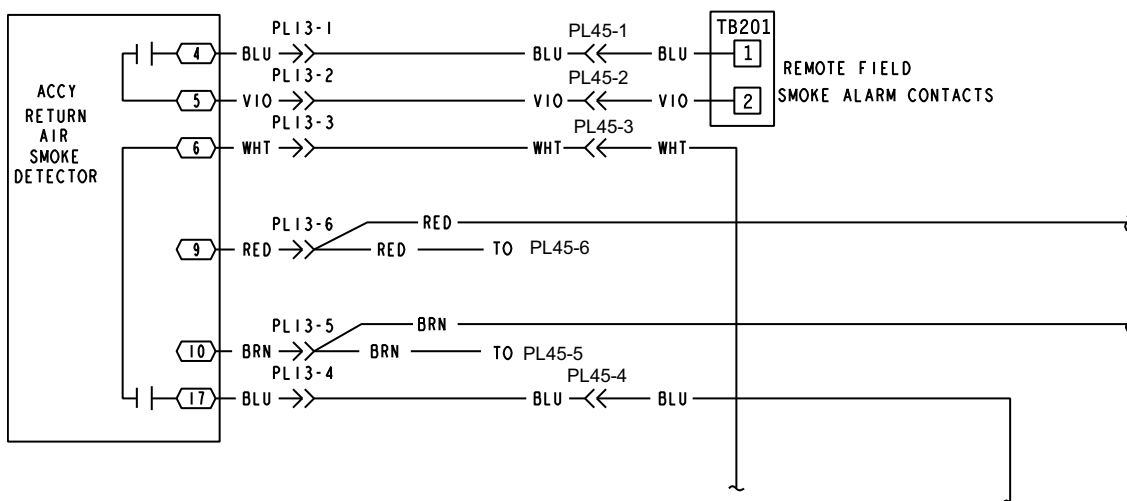 PL13-1
4 BLU BLU PL45-1 BLU
TB201
1
PL13-2
5 VIO VIO PL45-2 VIO
2
REMOTE FIELD
SMOKE ALARM CONTACTS
ACCY
RETURN
AIR
SMOKE
DETECTOR
PL13-3
6 WHT WHT PL45-3 WHT
PL13-6
RED
9 RED RED TO PL45-6
PL13-5
BRN
10 BRN BRN TO PL45-5
PL13-4
17 BLU BLU PL45-4 BLU